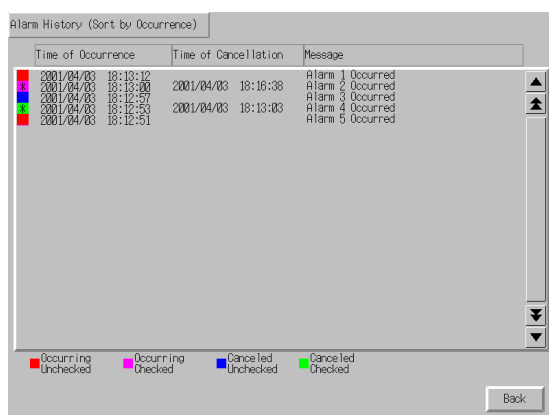 Alarm History (Sort by Occurrence)
Time of Occurrence Time of Cancellation Message
2001/04/03 18:13:12 Alarm 1 Occurred
* 2001/04/03 18:13:00 2001/04/03 18:16:38 Alarm 2 Occurred
2001/04/03 18:12:57 Alarm 3 Occurred
* 2001/04/03 18:12:53 2001/04/03 18:13:03 Alarm 4 Occurred
2001/04/03 18:12:51 Alarm 5 Occurred
Occurring Occurring Canceled Canceled
Unchecked Checked Unchecked Checked
Back